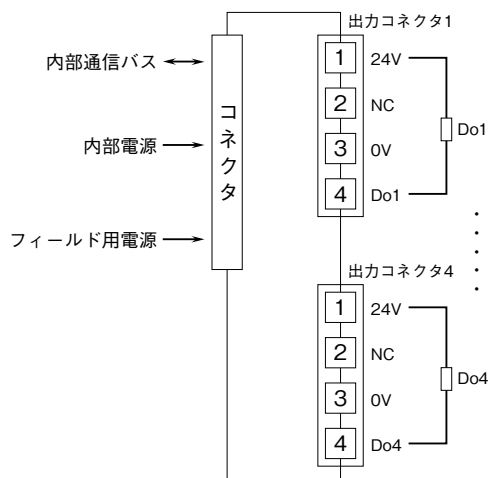 内部通信バス
内部電源
フィールド用電源
コネクタ
出力コネクタ1
1 24V
2 NC
3 0V
4 Do1
Do1
出力コネクタ4
1 24V
2 NC
3 0V
4 Do4
Do4